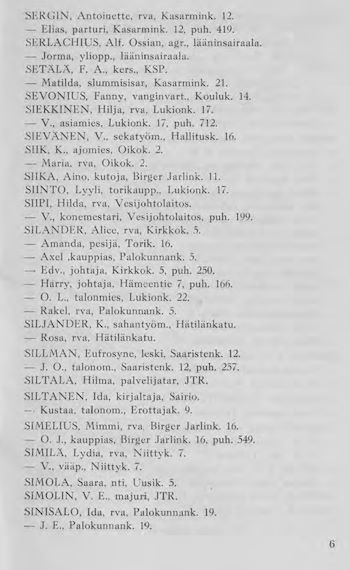 SERGIN, Antoinette, rva, Kasarmink. 12.
— Elias, parturi, Kasarmink. 12, puh. 419.
SERLACHIUS, Alf. Ossian, agr., lääninsairaala.
— Jorma, yliopp., lääninsairaala.
SETÄLÄ, F. A., kers., KSP.
— Matilda, slummisisar, Kasarmink. 21.
SEVONIUS, Fanny, vanginvart., Kouluk. 14.
SIEKKINEN, Hilja, rva, Lukionk. 17.
— V., asiamies, Lukionk. 17, puh. 712.
SIEVÄNEN, V., sekatyöm., Hallitusk. 16.
SIIK, K., ajomies, Oikok. 2.
— Maria, rva, Oikok. 2.
SIIKA, Aino, kutoja, Birger Jarlink. 11.
SIINTO, Lyyli, torikaupp., Lukionk. 17.
SIIPI, Hilda, rva, Vesijohtolaitos.
— V., konemestari, Vesijohtolaitos, puh. 199.
SILANDER, Alice, rva, Kirkkok. 5.
— Amanda, pesijä, Torik. 16.
— Axel ,kauppias, Palokunnank. 5.
— Edv., johtaja, Kirkkok. 5, puh. 250.
— Harry, johtaja, Hämeentie 7, puh. 166.
— O. L., talonmies, Lukionk. 22.
— Rakel, rva, Palokunnank. 5.
SILJANDER, K., sahantyöm., Hätilänkatu.
— Rosa, rva, Hätilänkatu.
SILLMAN, Eufrosyne, leski, Saaristenk. 12.
— J. O., talonom., Saaristenk. 12, puh. 257.
SILTALA, Hilma, palvelijatar, JTR.
SILTANEN, Ida, kirjaltaja, Sairio.
— Kustaa, talonom., Erottajak. 9.
SIMELIUS, Mimmi, rva, Birger Jarlink. 16.
— O. J., kauppias, Birger Jarlink. 16, puh. 549.
SIMILÄ, Lydia, rva, Niittyk. 7.
— V., vääp., Niittyk. 7.
SIMOLA, Saara, nti, Uusik. 5.
SIMOLIN, V. E., majuri, JTR.
SINISALO, Ida, rva, Palokunnank. 19.
— J. E., Palokunnank. 19.
6